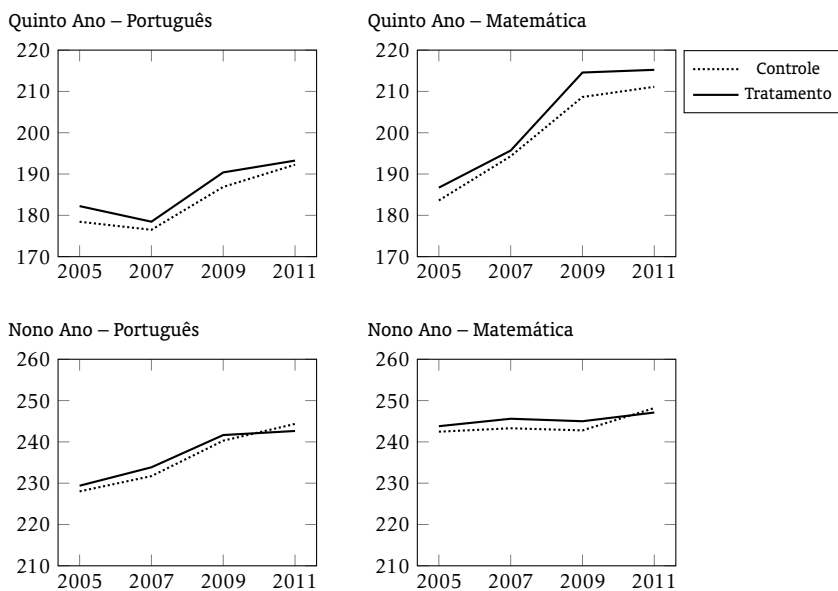 Quinto Ano – Português
220
210
200
190
180
170
2005 2007 2009 2011
Quinto Ano – Matemática
220
210
200
190
180
170
2005 2007 2009 2011
Controle
Tratamento
Nono Ano – Português
260
250
240
230
220
210
2005 2007 2009 2011
Nono Ano – Matemática
260
250
240
230
220
210
2005 2007 2009 2011